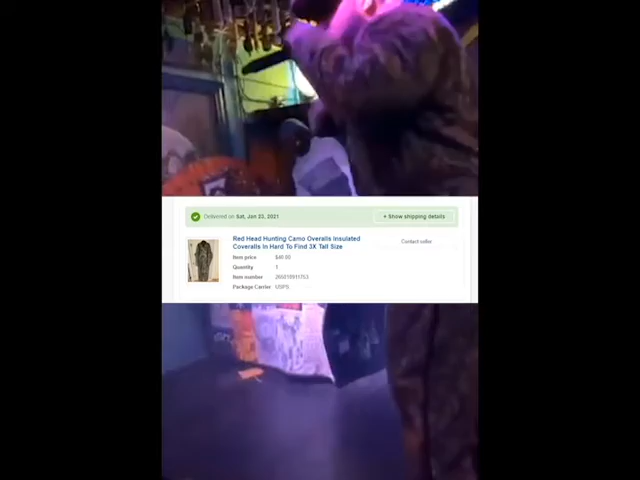 Delivered on Sat, Jan 23, 2021
+ Show shipping details
Red Head Hunting Camo Overalls Insulated
Coveralls In Hard To Find 3X Tall Size
Contact seller
Item price
Quantity 1
Item number
Package Carrier USPS